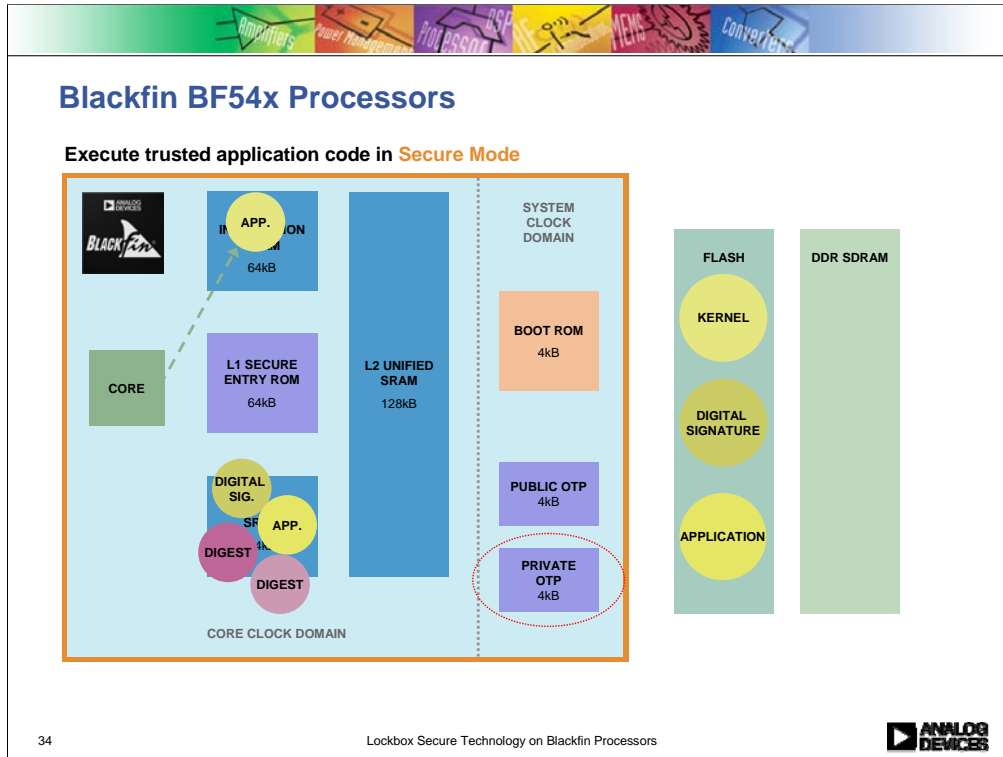 Amplifiers Power Management Processor DSP RF MEMS Converters
Blackfin BF54x Processors
Execute trusted application code in Secure Mode
ANALOG
DEVICES
BLACKfin
APP.
64kB
CORE
L1 SECURE
ENTRY ROM
64kB
DIGITAL
SIG.
APP.
DIGEST
DIGEST
CORE CLOCK DOMAIN
L2 UNIFIED
SRAM
128kB
SYSTEM
CLOCK
DOMAIN
BOOT ROM
4kB
PUBLIC OTP
4kB
PRIVATE
OTP
4kB
FLASH
KERNEL
DIGITAL
SIGNATURE
APPLICATION
DDR SDRAM
34
Lockbox Secure Technology on Blackfin Processors
ANALOG
DEVICES